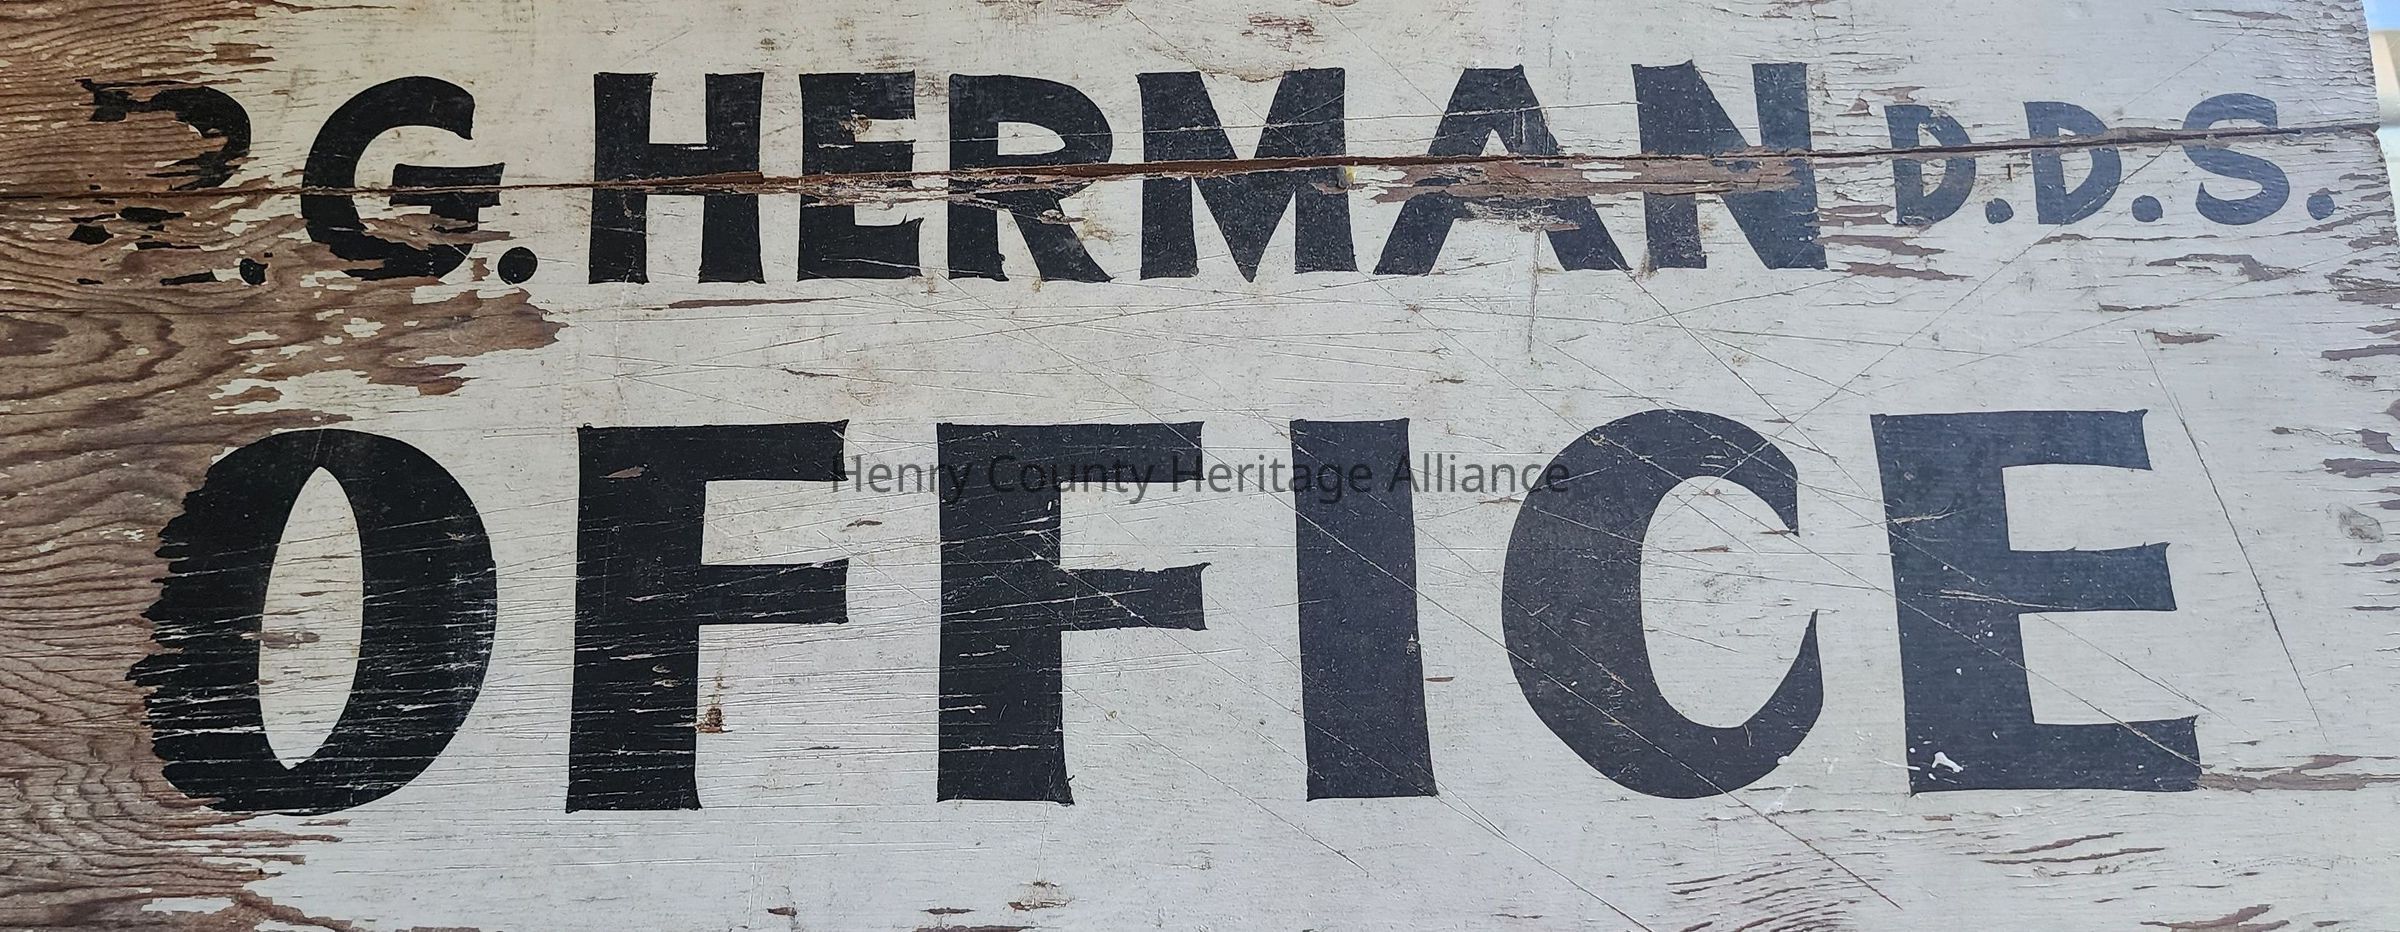 G. HERMAN D.D.S.
OFFICE
Henry County Heritage Alliance